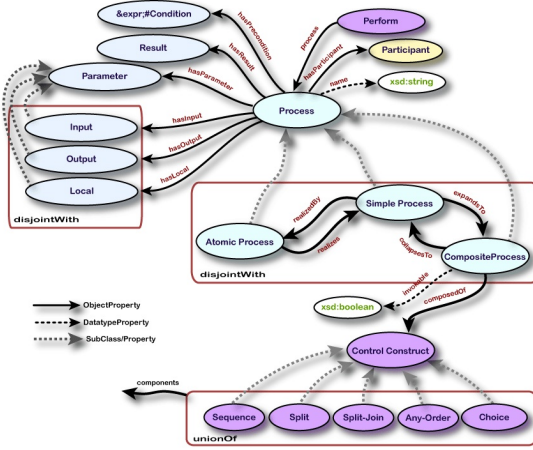 &expr;#Condition
Perform
hasPrecondition
process
Result
hasResult
hasParticipant
Participant
Parameter
hasParameter
name
xsd:string
Process
Input
hasInput
Output
hasOutput
Local
hasLocal
disjointWith
Simple Process
expandsTo
realizedBy
Atomic Process
realizes
collapsesTo
CompositeProcess
disjointWith
invokable
composedOf
xsd:boolean
ObjectProperty
DatatypeProperty
SubClass/Property
Control Construct
components
Sequence
Split
Split-Join
Any-Order
Choice
unionOf